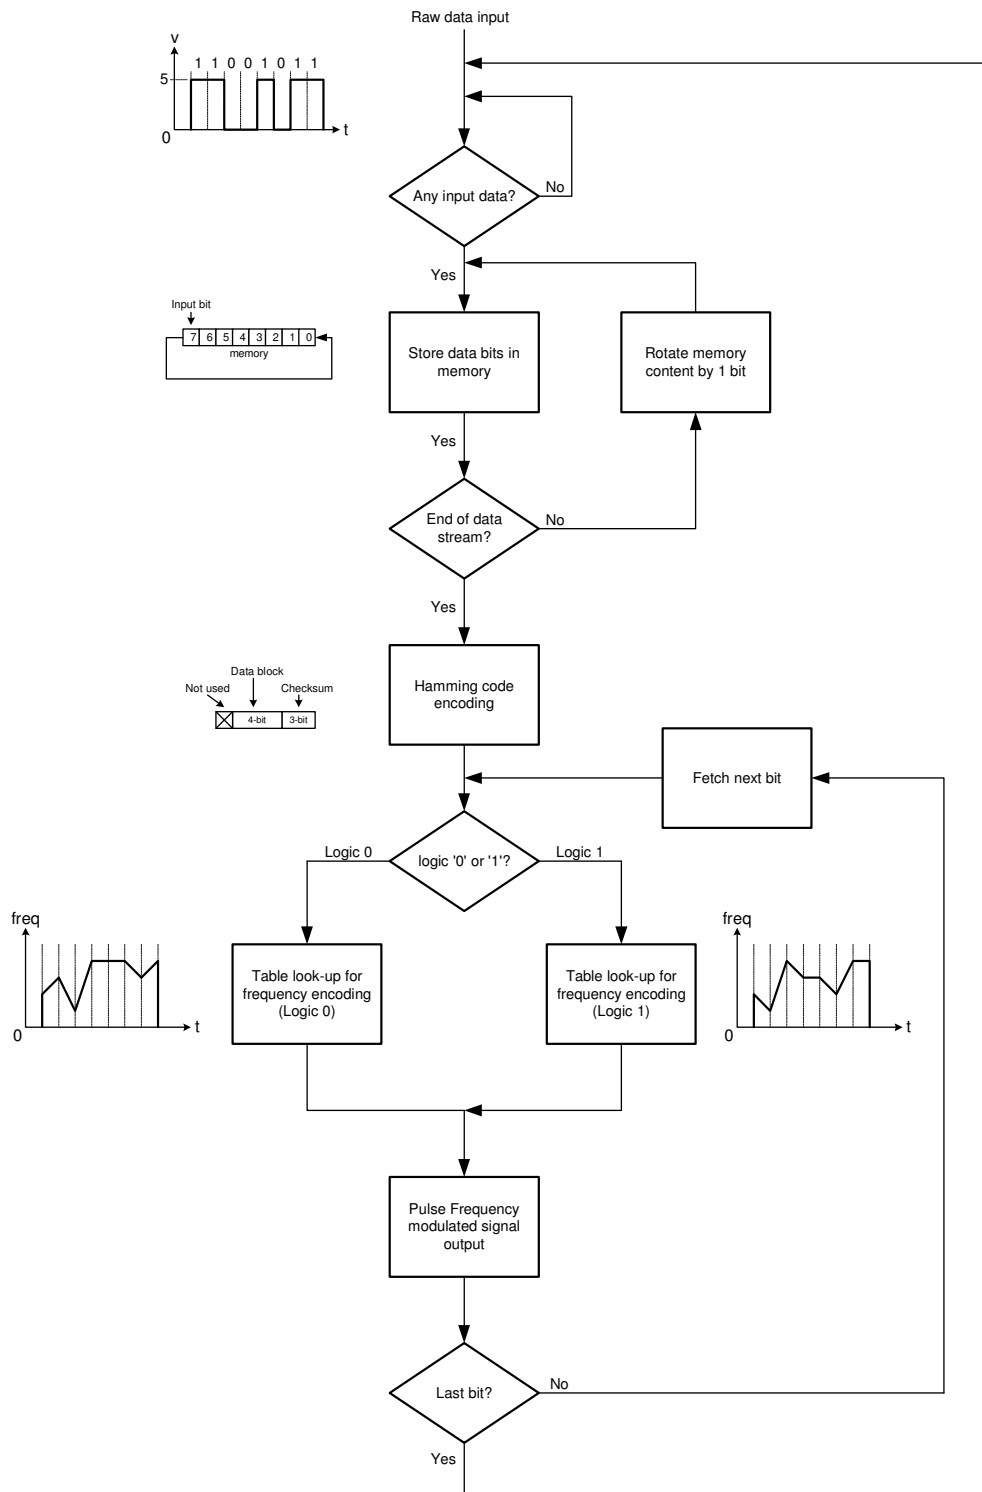 Raw data input
v
1 1 0 0 1 0 1 1
5
0
t
Any input data?
No
Yes
Input bit
7 6 5 4 3 2 1 0
memory
Store data bits in
memory
Rotate memory
content by 1 bit
Yes
End of data
stream?
No
Yes
Data block
Not used
Checksum
4-bit
3-bit
Hamming code
encoding
Fetch next bit
Logic 0
logic '0' or '1'?
Logic 1
freq
0
t
Table look-up for
frequency encoding
(Logic 0)
Table look-up for
frequency encoding
(Logic 1)
freq
0
t
Pulse Frequency
modulated signal
output
Last bit?
No
Yes